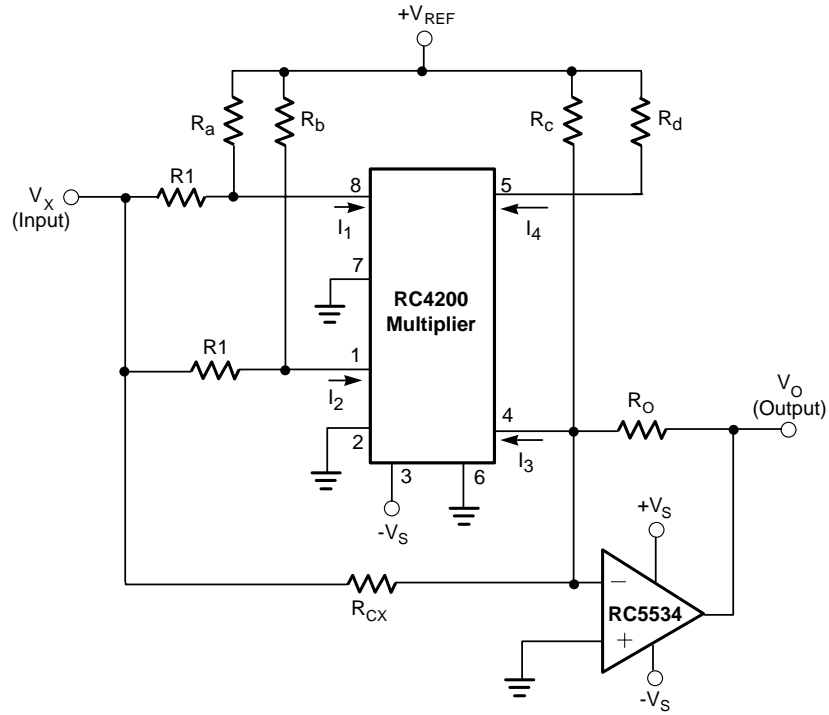 +VREF
Ra
Rb
Rc
Rd
R1
VX
(Input)
8
5
I1
I4
7
RC4200
Multiplier
R1
1
I2
2
4
I3
3
6
-VS
RO
VO
(Output)
+VS
RCX
−
RC5534
+
-VS